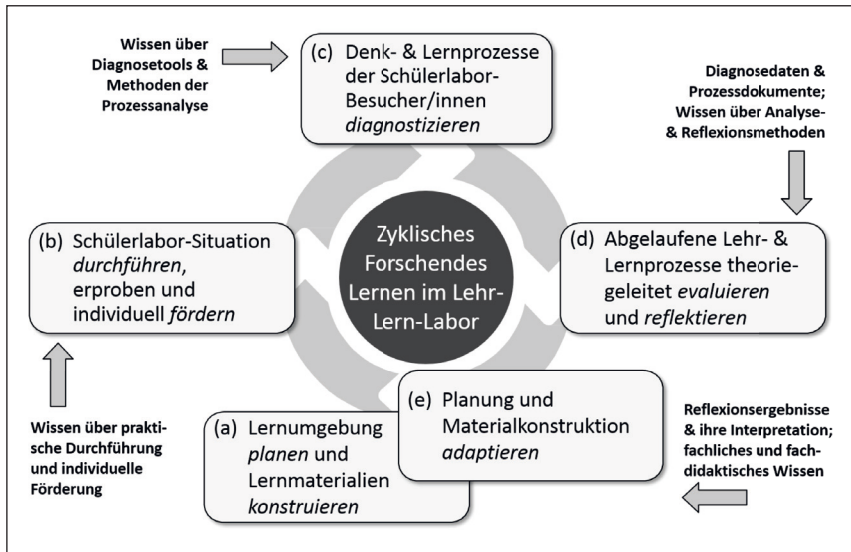 Wissen über
Diagnosetools &
Methoden der
Prozessanalyse
(c) Denk- & Lernprozesse
der Schülerlabor-
Besucher/innen
diagnostizieren
Diagnosedaten &
Prozessdokumente;
Wissen über Analyse-
& Reflexionsmethoden
(b) Schülerlabor-Situation
durchführen,
erproben und
individuell fördern
Zyklisches
Forschendes
Lernen im Lehr-
Lern-Labor
(d) Abgelaufene Lehr- &
Lernprozesse theorie-
geleitet evaluieren
und reflektieren
Wissen über prakti-
sche Durchführung
und individuelle
Förderung
(a) Lernumgebung
planen und
Lernmaterialien
konstruieren
(e) Planung und
Materialkonstruktion
adaptieren
Reflexionsergebnisse
& ihre Interpretation;
fachliches und fach-
didaktisches Wissen